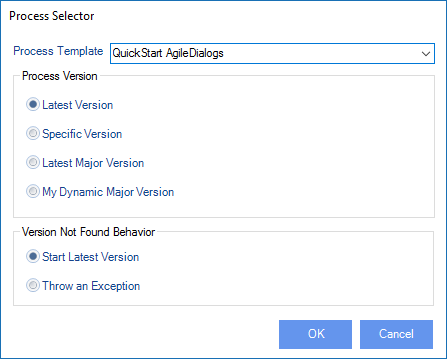 Process Selector
Process Template QuickStart AgileDialogs
Process Version
Latest Version
Specific Version
Latest Major Version
My Dynamic Major Version
Version Not Found Behavior
Start Latest Version
Throw an Exception
OK Cancel